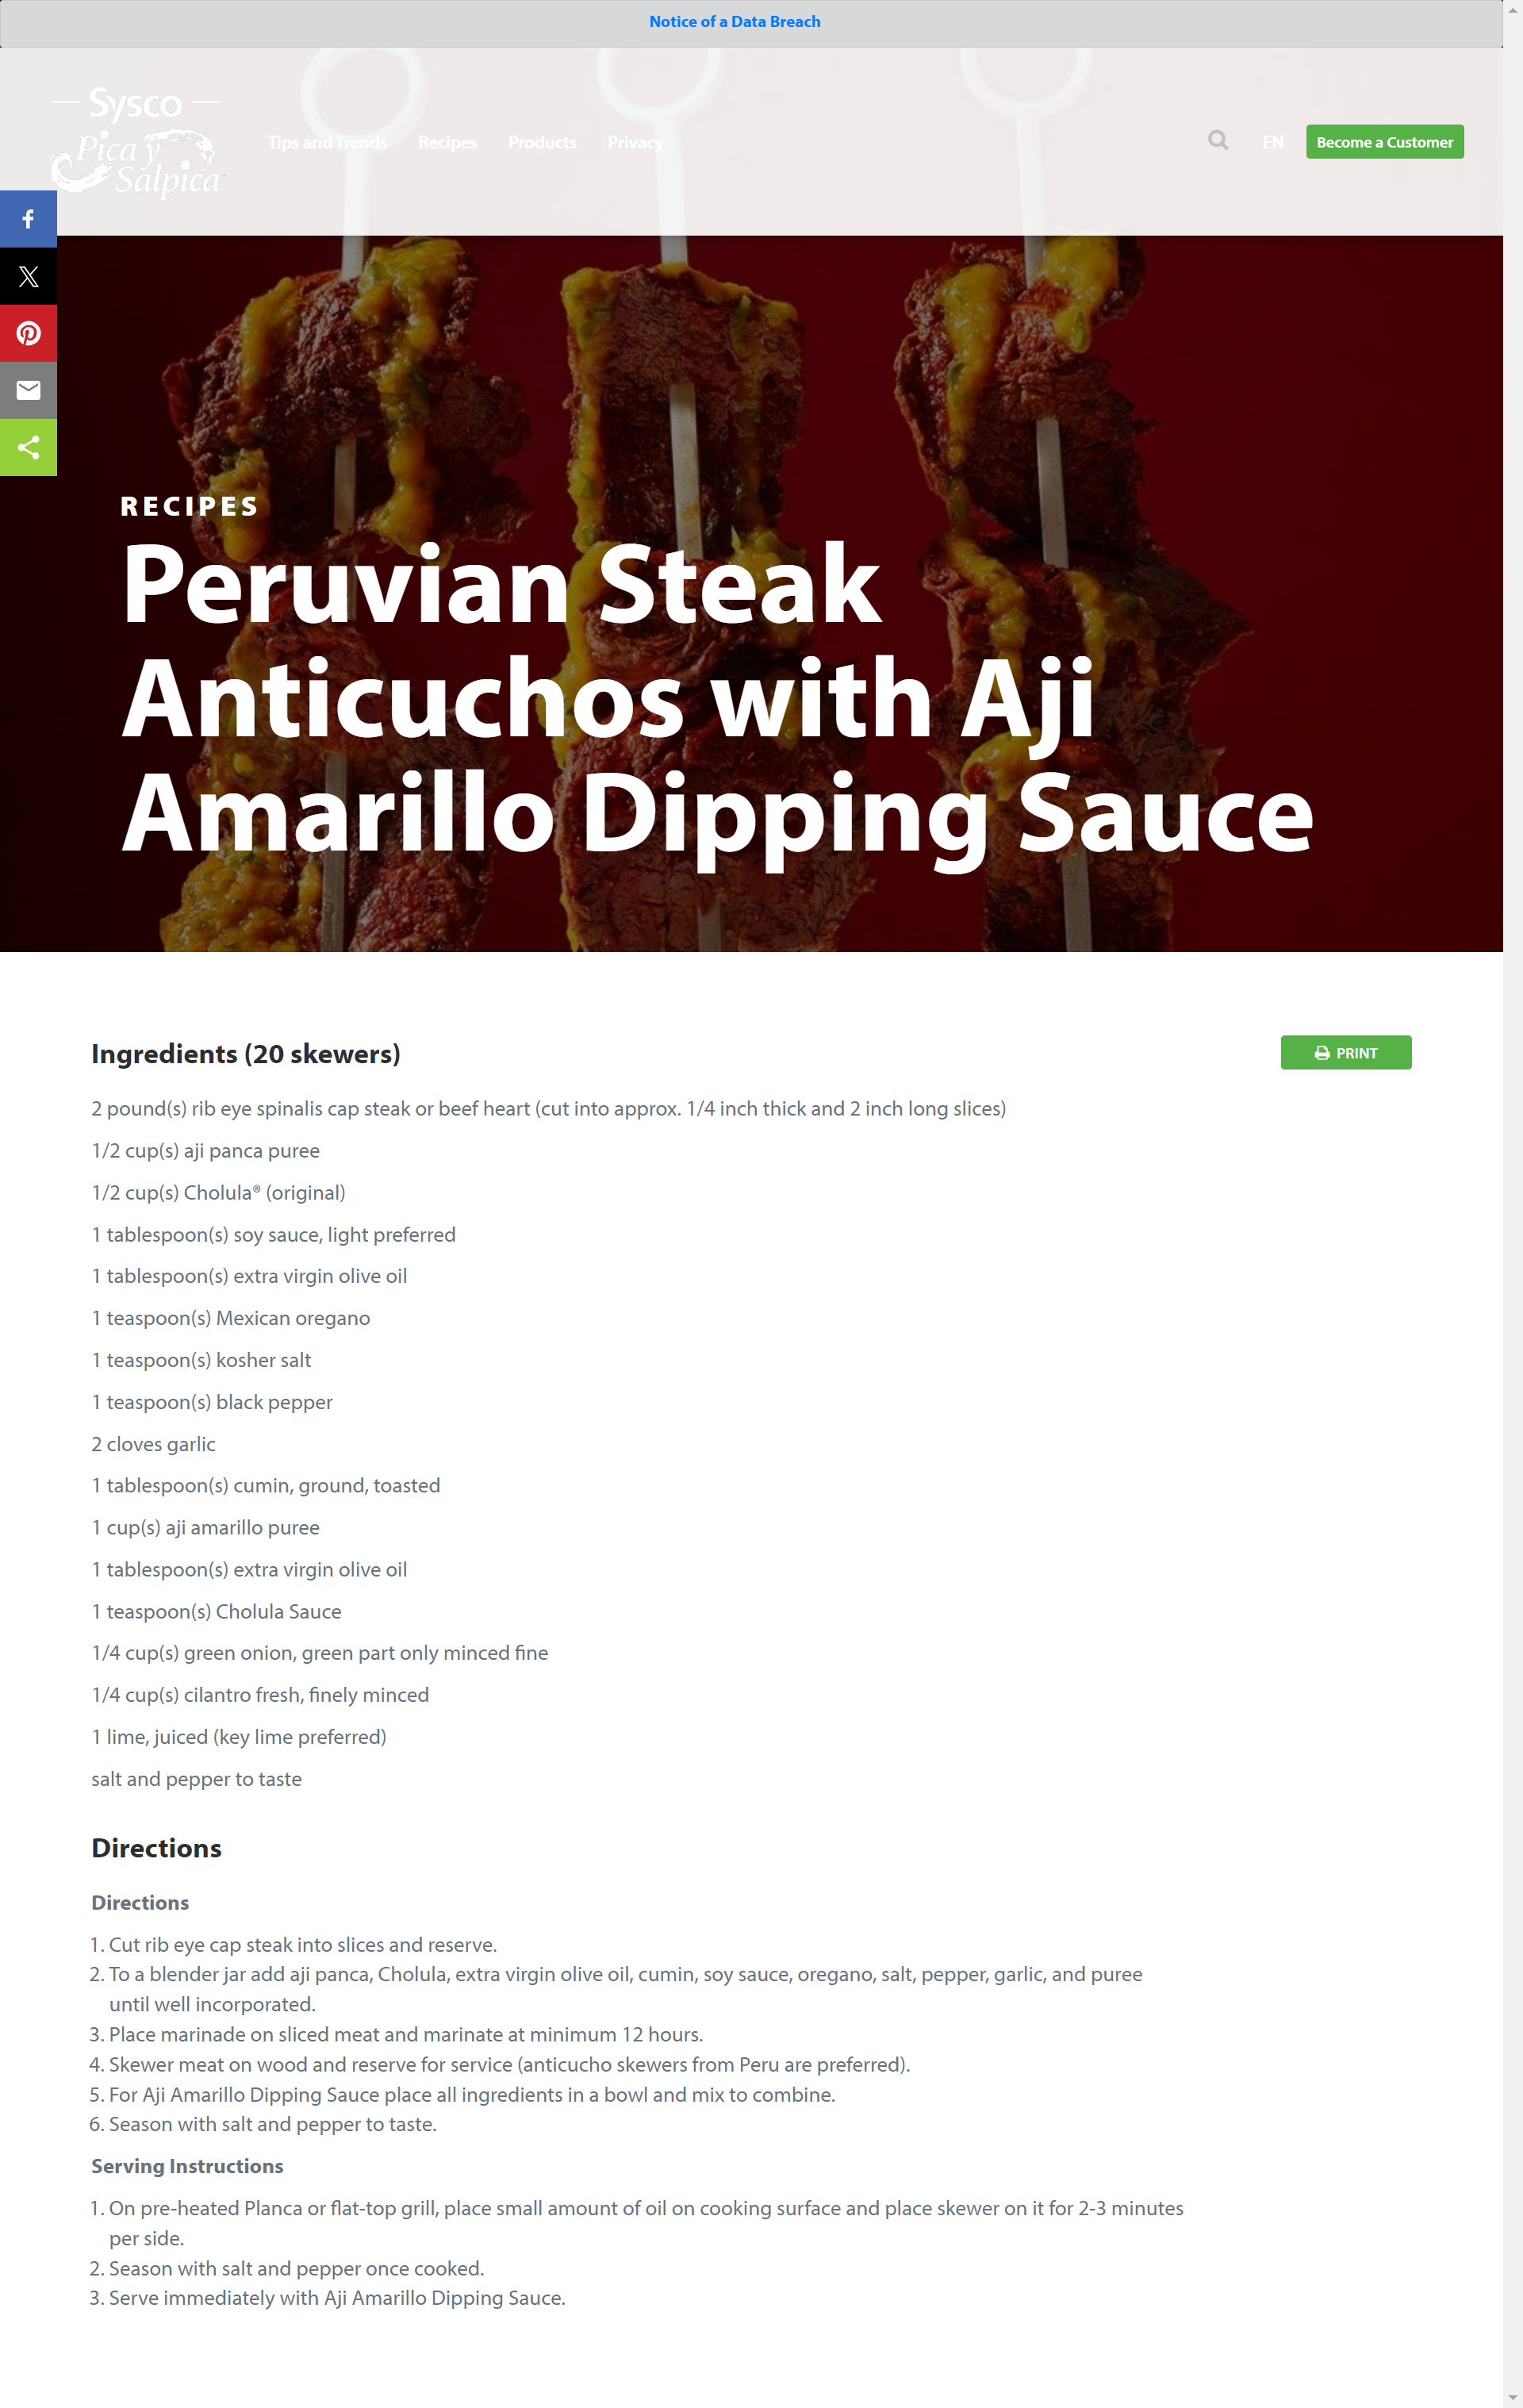 Notice of a Data Breach
Sysco
Pica y
Salpica
Tips and Trends
Recipes
Products
Privacy
EN
Become a Customer
RECIPES
Peruvian Steak
Anticuchos with Aji
Amarillo Dipping Sauce
Ingredients (20 skewers)
PRINT
2 pound(s) rib eye spinalis cap steak or beef heart (cut into approx. 1/4 inch thick and 2 inch long slices)
1/2 cup(s) aji panca puree
1/2 cup(s) Cholula® (original)
1 tablespoon(s) soy sauce, light preferred
1 tablespoon(s) extra virgin olive oil
1 teaspoon(s) Mexican oregano
1 teaspoon(s) kosher salt
1 teaspoon(s) black pepper
2 cloves garlic
1 tablespoon(s) cumin, ground, toasted
1 cup(s) aji amarillo puree
1 tablespoon(s) extra virgin olive oil
1 teaspoon(s) Cholula Sauce
1/4 cup(s) green onion, green part only minced fine
1/4 cup(s) cilantro fresh, finely minced
1 lime, juiced (key lime preferred)
salt and pepper to taste
Directions
Directions
1. Cut rib eye cap steak into slices and reserve.
2. To a blender jar add aji panca, Cholula, extra virgin olive oil, cumin, soy sauce, oregano, salt, pepper, garlic, and puree
until well incorporated.
3. Place marinade on sliced meat and marinate at minimum 12 hours.
4. Skewer meat on wood and reserve for service (anticucho skewers from Peru are preferred).
5. For Aji Amarillo Dipping Sauce place all ingredients in a bowl and mix to combine.
6. Season with salt and pepper to taste.
Serving Instructions
1. On pre-heated Planca or flat-top grill, place small amount of oil on cooking surface and place skewer on it for 2-3 minutes
per side.
2. Season with salt and pepper once cooked.
3. Serve immediately with Aji Amarillo Dipping Sauce.